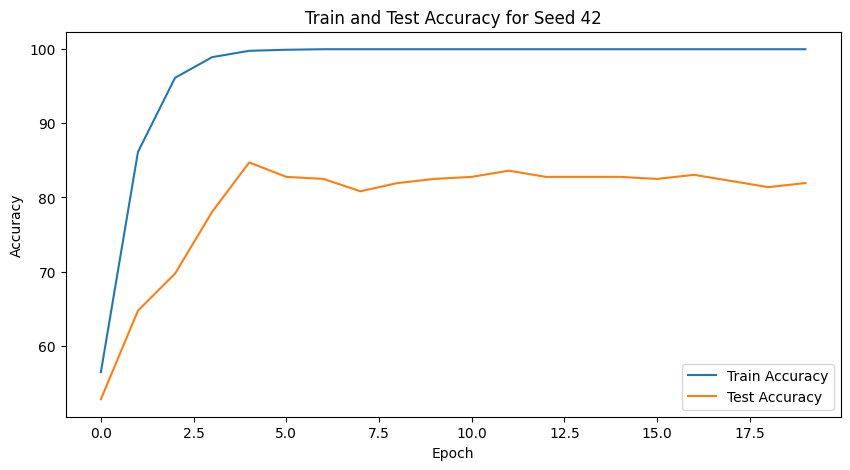 Train and Test Accuracy for Seed 42
100
90
80
70
60
Accuracy
Train Accuracy
Test Accuracy
0.0 2.5 5.0 7.5 10.0 12.5 15.0 17.5
Epoch